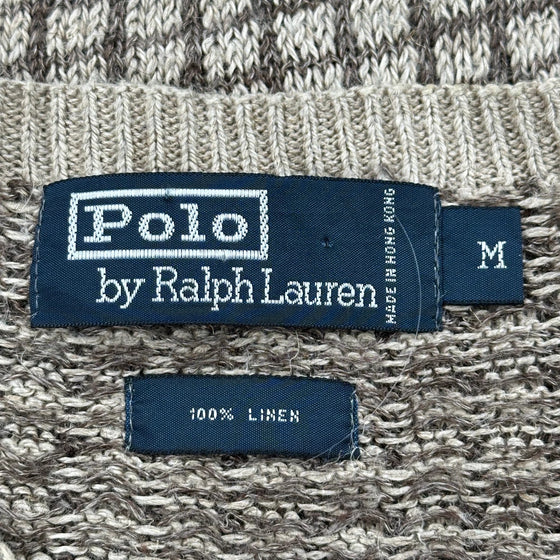 Polo
by Ralph Lauren
MADE IN HONG KONG
M
100% LINEN